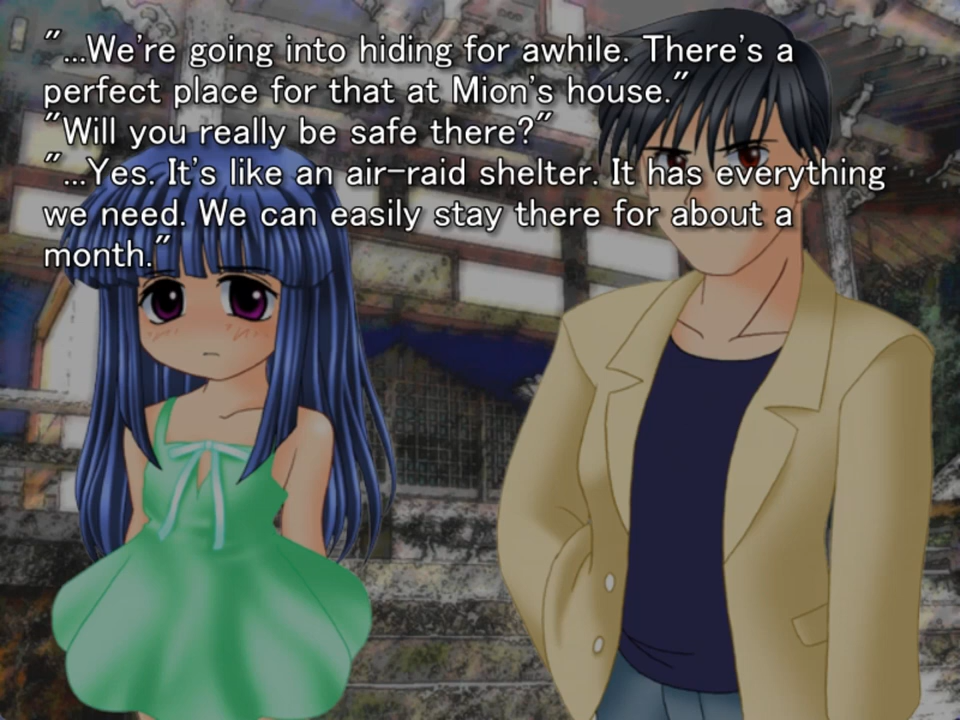 "...We're going into hiding for awhile. There's a
perfect place for that at Mion's house."
"Will you really be safe there?"
"...Yes. It's like an air-raid shelter. It has everything
we need. We can easily stay there for about a
month."